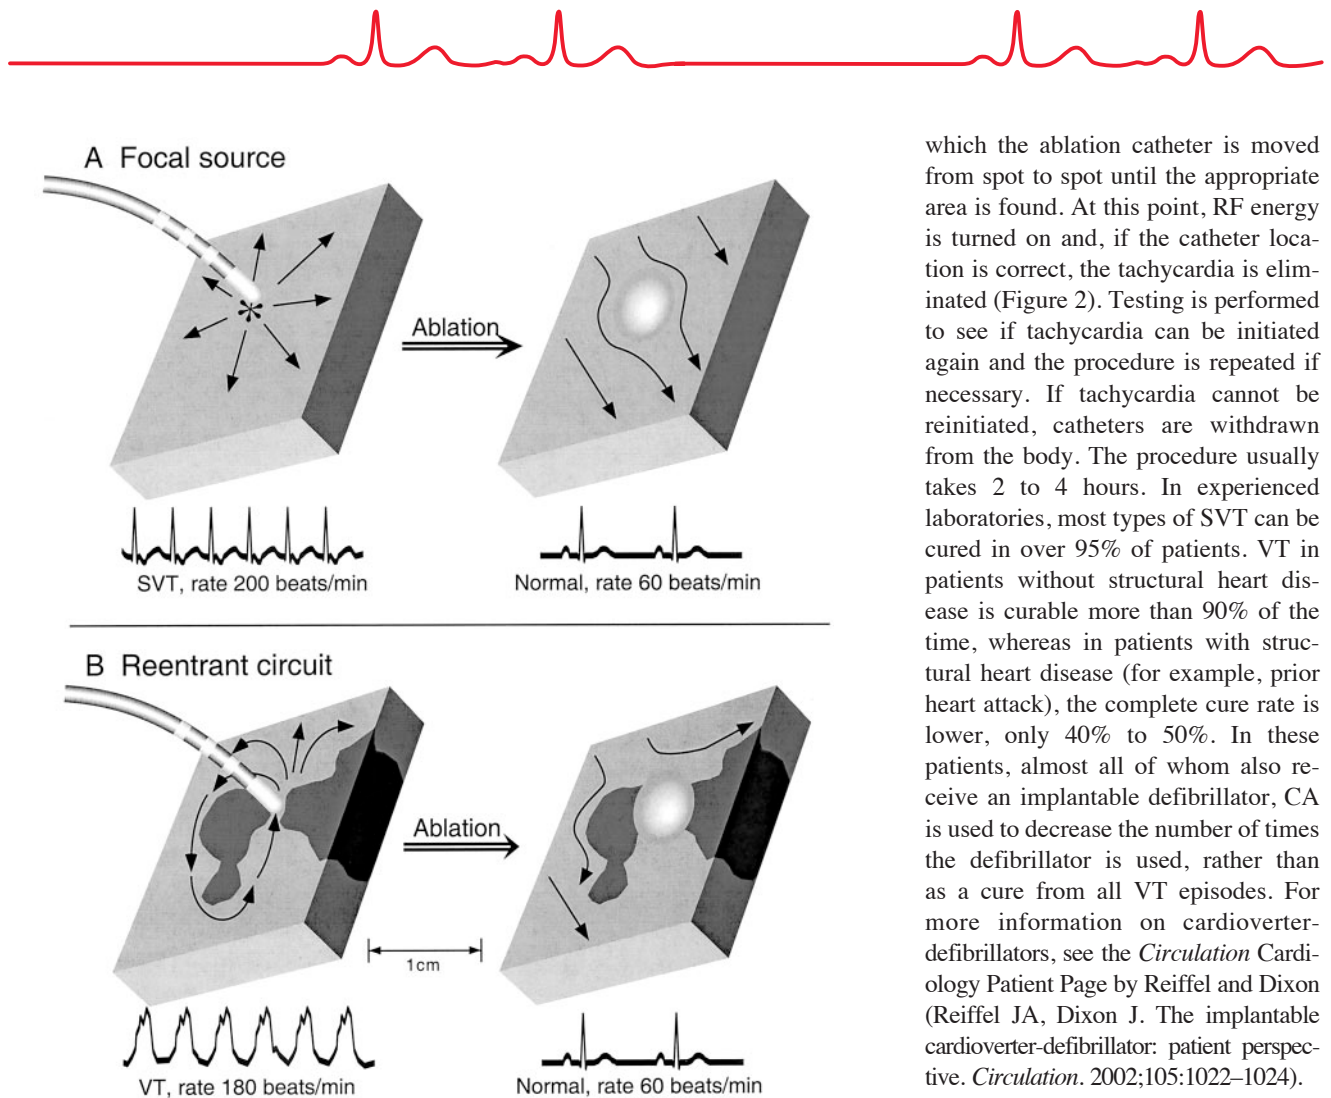 A Focal source
Ablation
SVT, rate 200 beats/min
Normal, rate 60 beats/min
B Reentrant circuit
Ablation
1cm
VT, rate 180 beats/min
Normal, rate 60 beats/min
which the ablation catheter is moved
from spot to spot until the appropriate
area is found. At this point, RF energy
is turned on and, if the catheter loca-
tion is correct, the tachycardia is elim-
inated (Figure 2). Testing is performed
to see if tachycardia can be initiated
again and the procedure is repeated if
necessary. If tachycardia cannot be
reinitiated, catheters are withdrawn
from the body. The procedure usually
takes 2 to 4 hours. In experienced
laboratories, most types of SVT can be
cured in over 95% of patients. VT in
patients without structural heart dis-
ease is curable more than 90% of the
time, whereas in patients with struc-
tural heart disease (for example, prior
heart attack), the complete cure rate is
lower, only 40% to 50%. In these
patients, almost all of whom also re-
ceive an implantable defibrillator, CA
is used to decrease the number of times
the defibrillator is used, rather than
as a cure from all VT episodes. For
more information on cardioverter-
defibrillators, see the Circulation Cardi-
ology Patient Page by Reiffel and Dixon
(Reiffel JA, Dixon J. The implantable
cardioverter-defibrillator: patient perspec-
tive. Circulation. 2002;105:1022–1024).